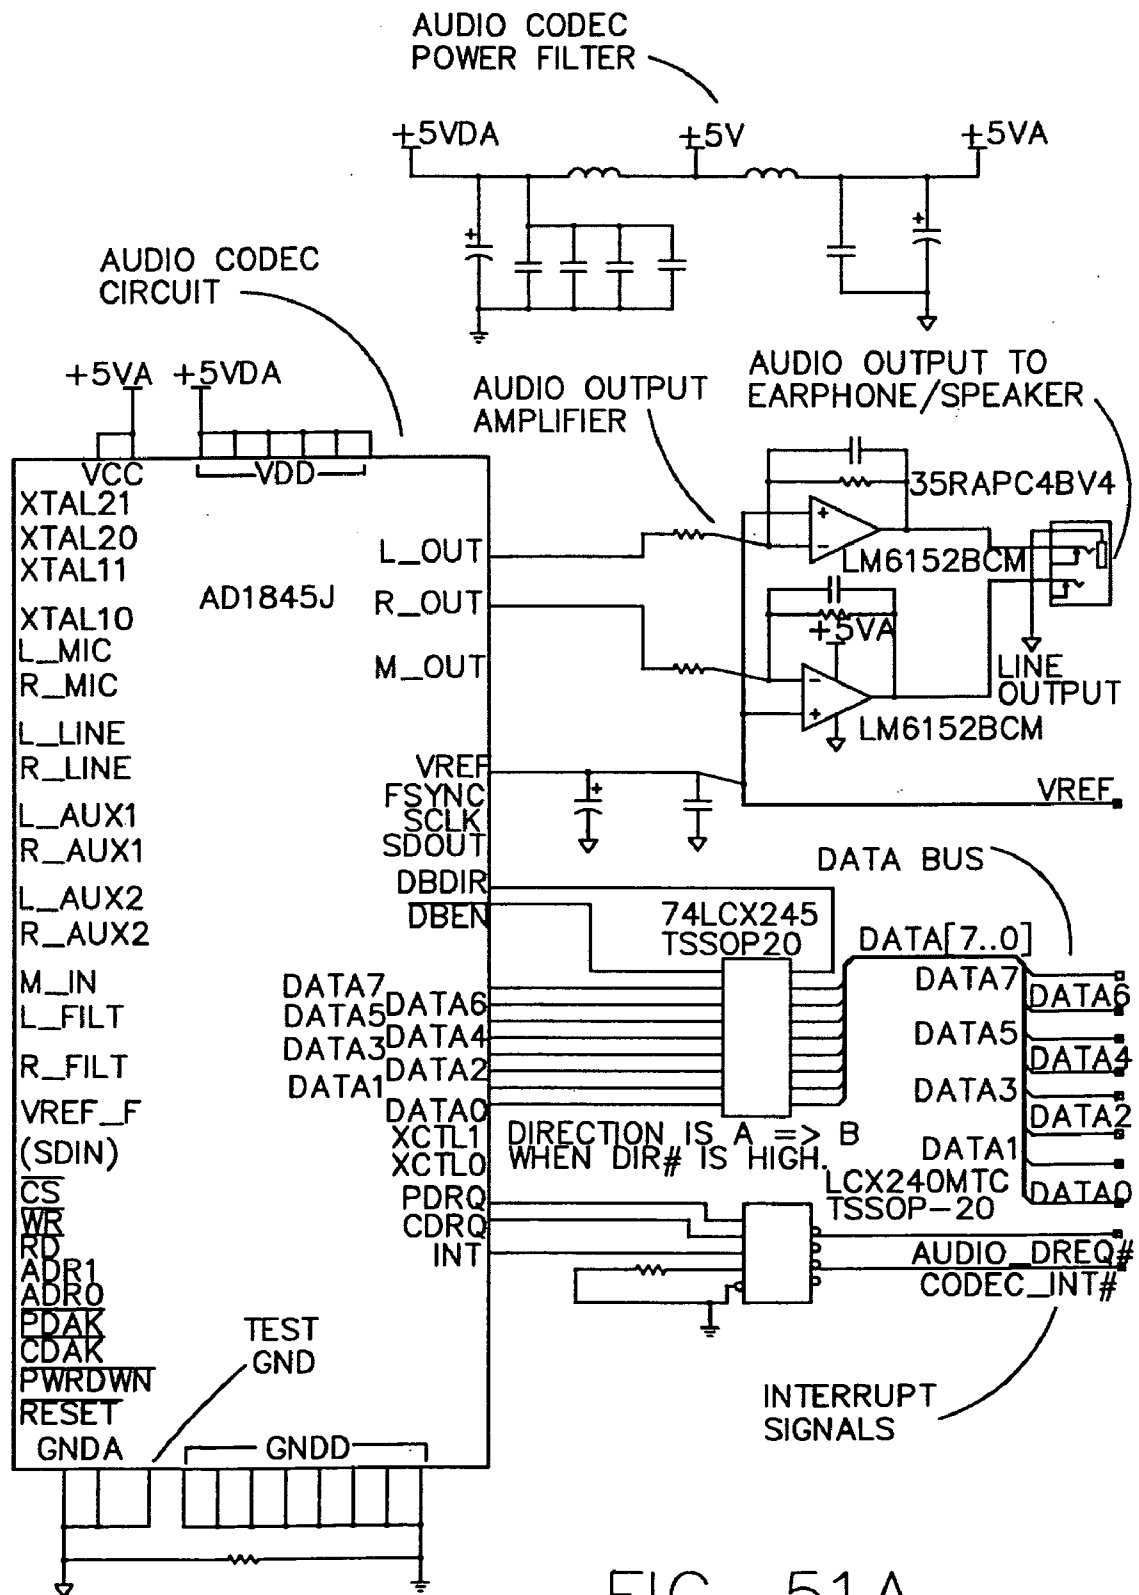 AUDIO CODEC
POWER FILTER
+5VDA
+5V
+5VA
+
+
AUDIO CODEC
CIRCUIT
+5VA
+5VDA
AUDIO OUTPUT
AMPLIFIER
AUDIO OUTPUT TO
EARPHONE/SPEAKER
VCC
VDD
XTAL21
XTAL20
XTAL11
XTAL10
L_MIC
R_MIC
L_LINE
R_LINE
L_AUX1
R_AUX1
L_AUX2
R_AUX2
M_IN
L_FILT
R_FILT
VREF_F
(SDIN)
CS
WR
RD
ADR1
ADR0
PDAK
CDAK
PWRDWN
RESET
GNDA
AD1845J
L_OUT
R_OUT
M_OUT
VREF
FSYNC
SCLK
SDOUT
DBDIR
DBEN
DATA7
DATA6
DATA5
DATA4
DATA3
DATA2
DATA1
DATA0
XCTL1
XCTL0
PDRQ
CDRQ
INT
TEST
GND
GNDD
35RAPC4BV4
+
−
LM6152BCM
+5VA
−
+
LM6152BCM
LINE
OUTPUT
+
VREF
DATA BUS
74LCX245
TSSOP20
DATA[7..0]
DATA7
DATA6
DATA5
DATA4
DATA3
DATA2
DATA1
DATA0
DIRECTION IS A => B
WHEN DIR# IS HIGH.
LCX240MTC
TSSOP-20
AUDIO_DREQ#
CODEC_INT#
INTERRUPT
SIGNALS
FIG. 51A